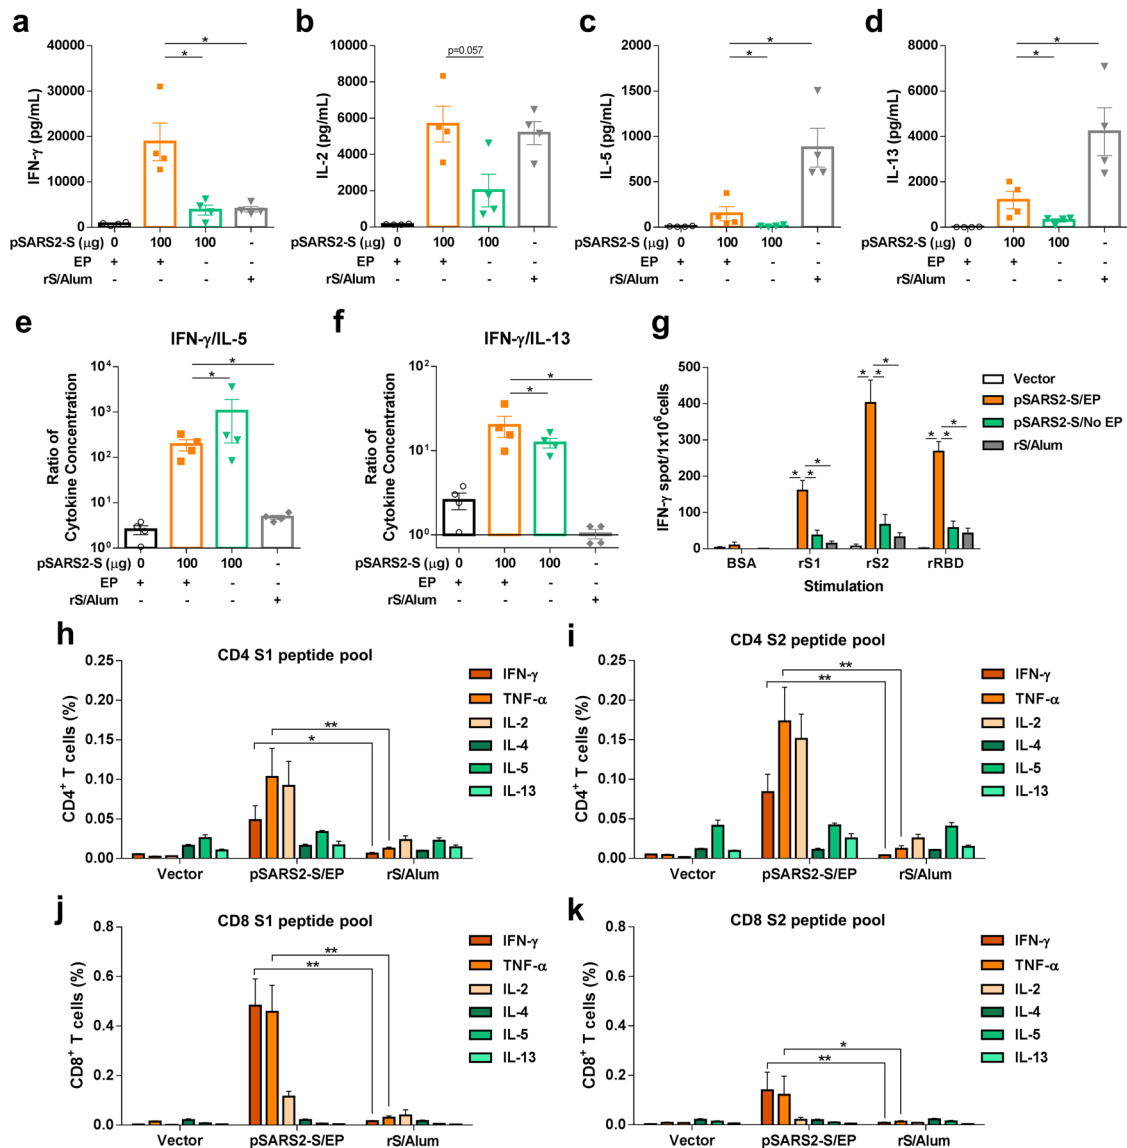 a
IFN-γ (pg/mL)
40000
30000
20000
10000
0
*
*
pSARS2-S (μg) 0 100 100 -
EP + + - -
rS/Alum - - - +
b
IL-2 (pg/mL)
10000
8000
6000
4000
2000
0
p=0.057
pSARS2-S (μg) 0 100 100 -
EP + + - -
rS/Alum - - - +
c
IL-5 (pg/mL)
2000
1500
1000
500
0
*
*
pSARS2-S (μg) 0 100 100 -
EP + + - -
rS/Alum - - - +
d
IL-13 (pg/mL)
8000
6000
4000
2000
0
*
*
pSARS2-S (μg) 0 100 100 -
EP + + - -
rS/Alum - - - +
e
IFN-γ/IL-5
Ratio of
Cytokine Concentration
10⁴
10³
10²
10¹
10⁰
*
*
pSARS2-S (μg) 0 100 100 -
EP + + - -
rS/Alum - - - +
f
IFN-γ/IL-13
Ratio of
Cytokine Concentration
10²
10¹
10⁰
*
*
pSARS2-S (μg) 0 100 100 -
EP + + - -
rS/Alum - - - +
g
IFN-γ spot/1x10⁶cells
500
400
300
200
100
0
* * *
* * *
* * *
BSA rS1 rS2 rRBD
Stimulation
Vector
pSARS2-S/EP
pSARS2-S/No EP
rS/Alum
h
CD4 S1 peptide pool
CD4⁺ T cells (%)
0.25
0.20
0.15
0.10
0.05
0.00
**
*
Vector pSARS2-S/EP rS/Alum
IFN-γ
TNF-α
IL-2
IL-4
IL-5
IL-13
i
CD4 S2 peptide pool
CD4⁺ T cells (%)
0.25
0.20
0.15
0.10
0.05
0.00
**
**
Vector pSARS2-S/EP rS/Alum
IFN-γ
TNF-α
IL-2
IL-4
IL-5
IL-13
j
CD8 S1 peptide pool
CD8⁺ T cells (%)
0.8
0.6
0.4
0.2
0.0
**
**
Vector pSARS2-S/EP rS/Alum
IFN-γ
TNF-α
IL-2
IL-4
IL-5
IL-13
k
CD8 S2 peptide pool
CD8⁺ T cells (%)
0.8
0.6
0.4
0.2
0.0
*
**
Vector pSARS2-S/EP rS/Alum
IFN-γ
TNF-α
IL-2
IL-4
IL-5
IL-13